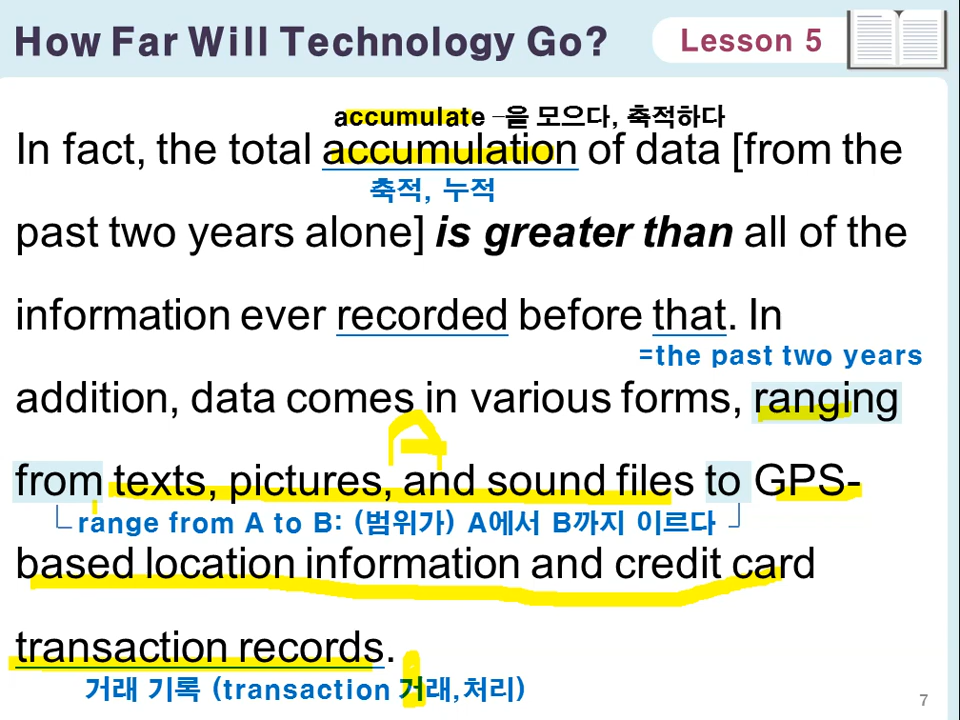 How Far Will Technology Go?
Lesson 5
accumulate –을 모으다, 축적하다
In fact, the total accumulation of data [from the
축적, 누적
past two years alone] is greater than all of the
information ever recorded before that. In
=the past two years
addition, data comes in various forms, ranging
from texts, pictures, and sound files to GPS-
range from A to B: (범위가) A에서 B까지 이르다
based location information and credit card
transaction records.
거래 기록 (transaction 거래,처리)
7